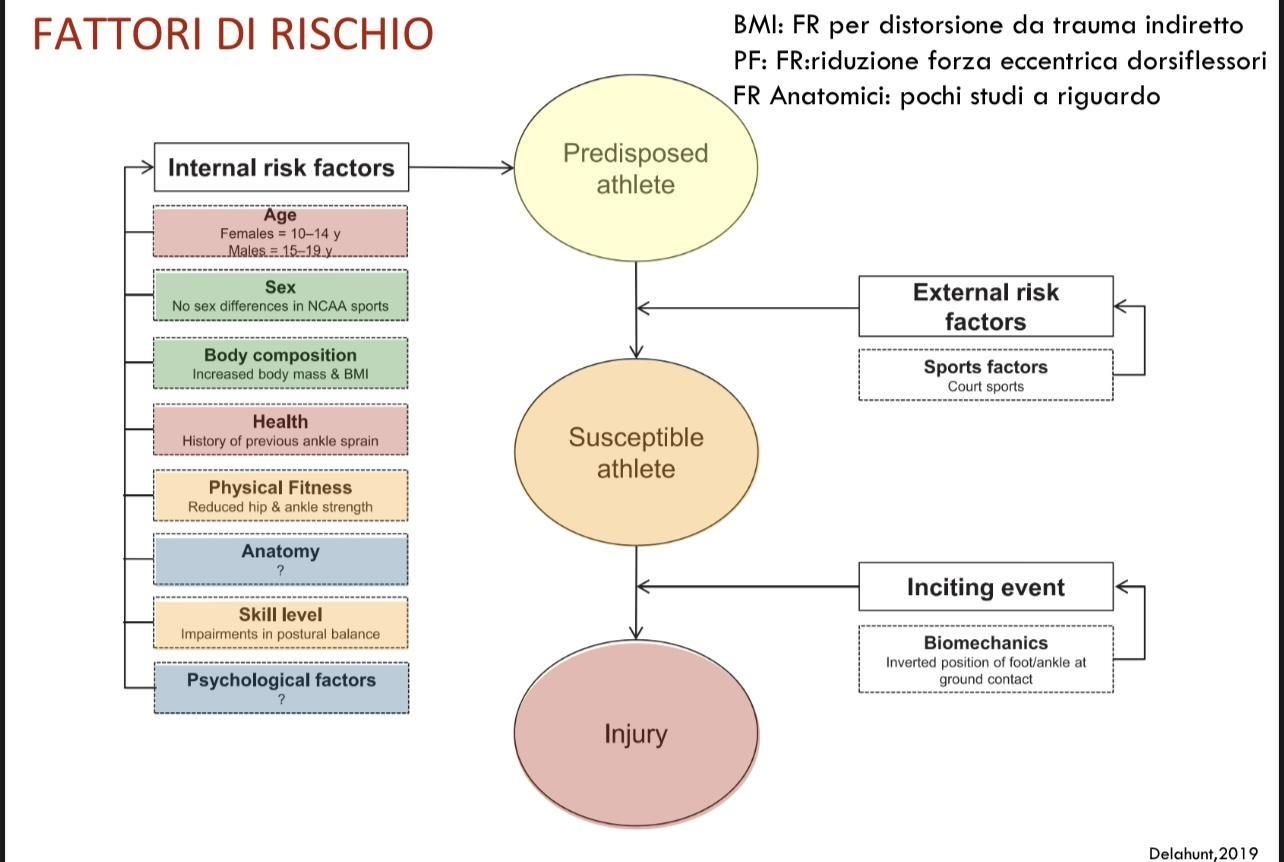 FATTORI DI RISCHIO
BMI: FR per distorsione da trauma indiretto
PF: FR:riduzione forza eccentrica dorsiflessori
FR Anatomici: pochi studi a riguardo
Internal risk factors
Age
Females = 10–14 y
Males = 15–19 y
Sex
No sex differences in NCAA sports
Body composition
Increased body mass & BMI
Health
History of previous ankle sprain
Physical Fitness
Reduced hip & ankle strength
Anatomy
?
Skill level
Impairments in postural balance
Psychological factors
?
Predisposed
athlete
External risk
factors
Sports factors
Court sports
Susceptible
athlete
Inciting event
Biomechanics
Inverted position of foot/ankle at
ground contact
Injury
Delahunt,2019